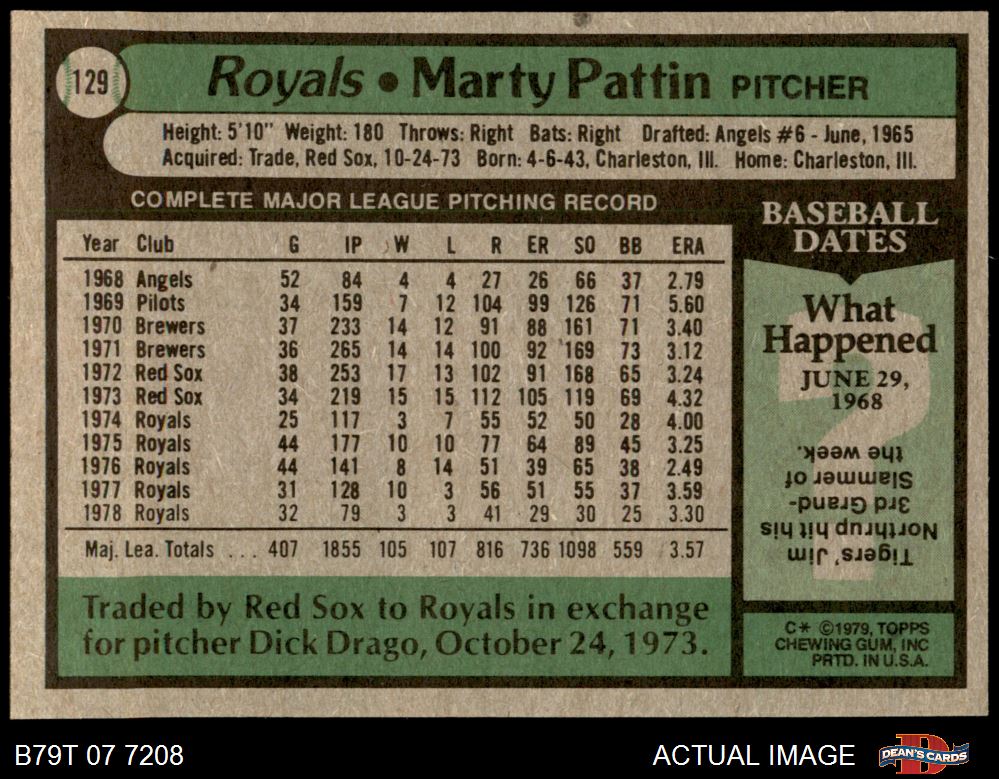 129
Royals • Marty Pattin PITCHER
Height: 5'10" Weight: 180 Throws: Right Bats: Right Drafted: Angels #6 - June, 1965
Acquired: Trade, Red Sox, 10-24-73 Born: 4-6-43, Charleston, Ill. Home: Charleston, Ill.
COMPLETE MAJOR LEAGUE PITCHING RECORD
Year Club G IP W L R ER SO BB ERA
1968 Angels 52 84 4 4 27 26 66 37 2.79
1969 Pilots 34 159 7 12 104 99 126 71 5.60
1970 Brewers 37 233 14 12 91 88 161 71 3.40
1971 Brewers 36 265 14 14 100 92 169 73 3.12
1972 Red Sox 38 253 17 13 102 91 168 65 3.24
1973 Red Sox 34 219 15 15 112 105 119 69 4.32
1974 Royals 25 117 3 7 55 52 50 28 4.00
1975 Royals 44 177 10 10 77 64 89 45 3.25
1976 Royals 44 141 8 14 51 39 65 38 2.49
1977 Royals 31 128 10 3 56 51 55 37 3.59
1978 Royals 32 79 3 3 41 29 30 25 3.30
Maj. Lea. Totals ... 407 1855 105 107 816 736 1098 559 3.57
Traded by Red Sox to Royals in exchange
for pitcher Dick Drago, October 24, 1973.
BASEBALL
DATES
What
Happened
JUNE 29,
1968
Tigers' Jim
Northrup hit his
3rd Grand-
Slammer of
the week.
C* ©1979, TOPPS
CHEWING GUM, INC
PRTD. IN U.S.A.
B79T 07 7208
ACTUAL IMAGE
DEAN'S CARDS